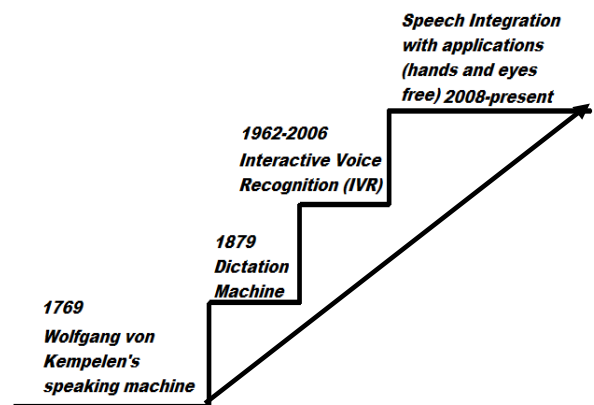 Speech Integration
with applications
(hands and eyes
free) 2008-present
1962-2006
Interactive Voice
Recognition (IVR)
1879
Dictation
Machine
1769
Wolfgang von
Kempelen's
speaking machine